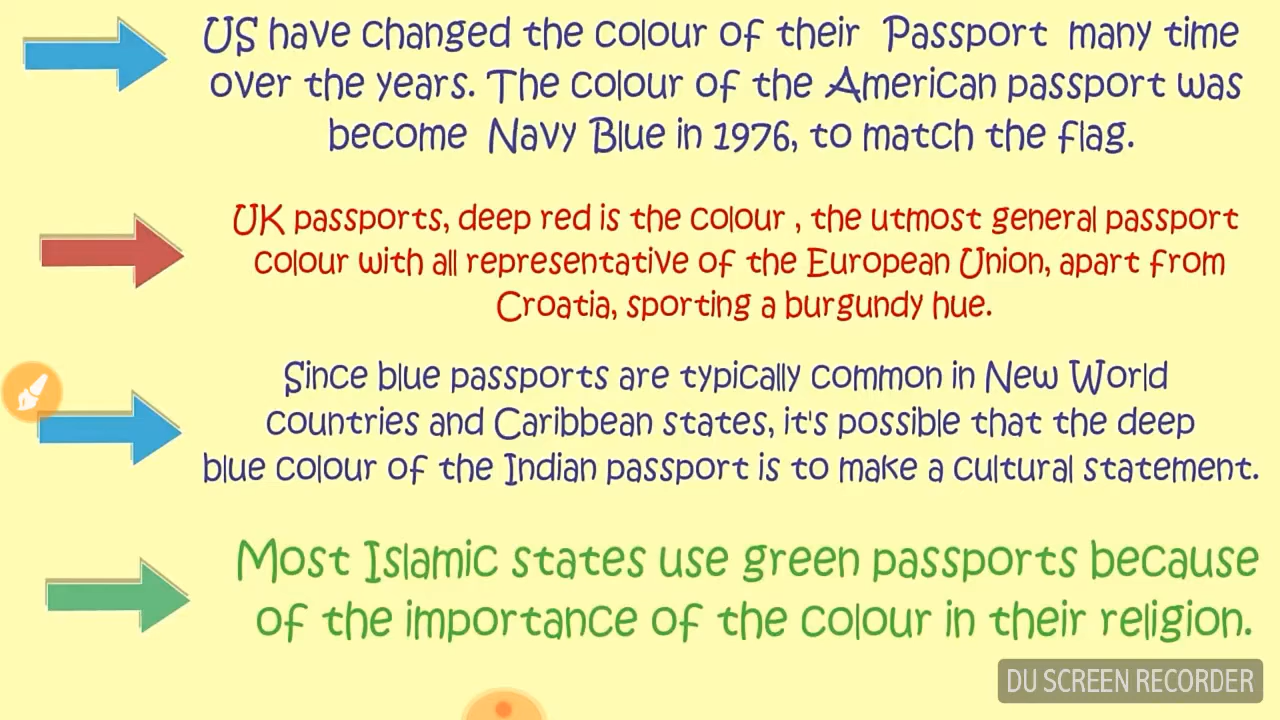 US have changed the colour of their Passport many time
over the years. The colour of the American passport was
become Navy Blue in 1976, to match the flag.
UK passports, deep red is the colour , the utmost general passport
colour with all representative of the European Union, apart from
Croatia, sporting a burgundy hue.
Since blue passports are typically common in New World
countries and Caribbean states, it's possible that the deep
blue colour of the Indian passport is to make a cultural statement.
Most Islamic states use green passports because
of the importance of the colour in their religion.
DU SCREEN RECORDER